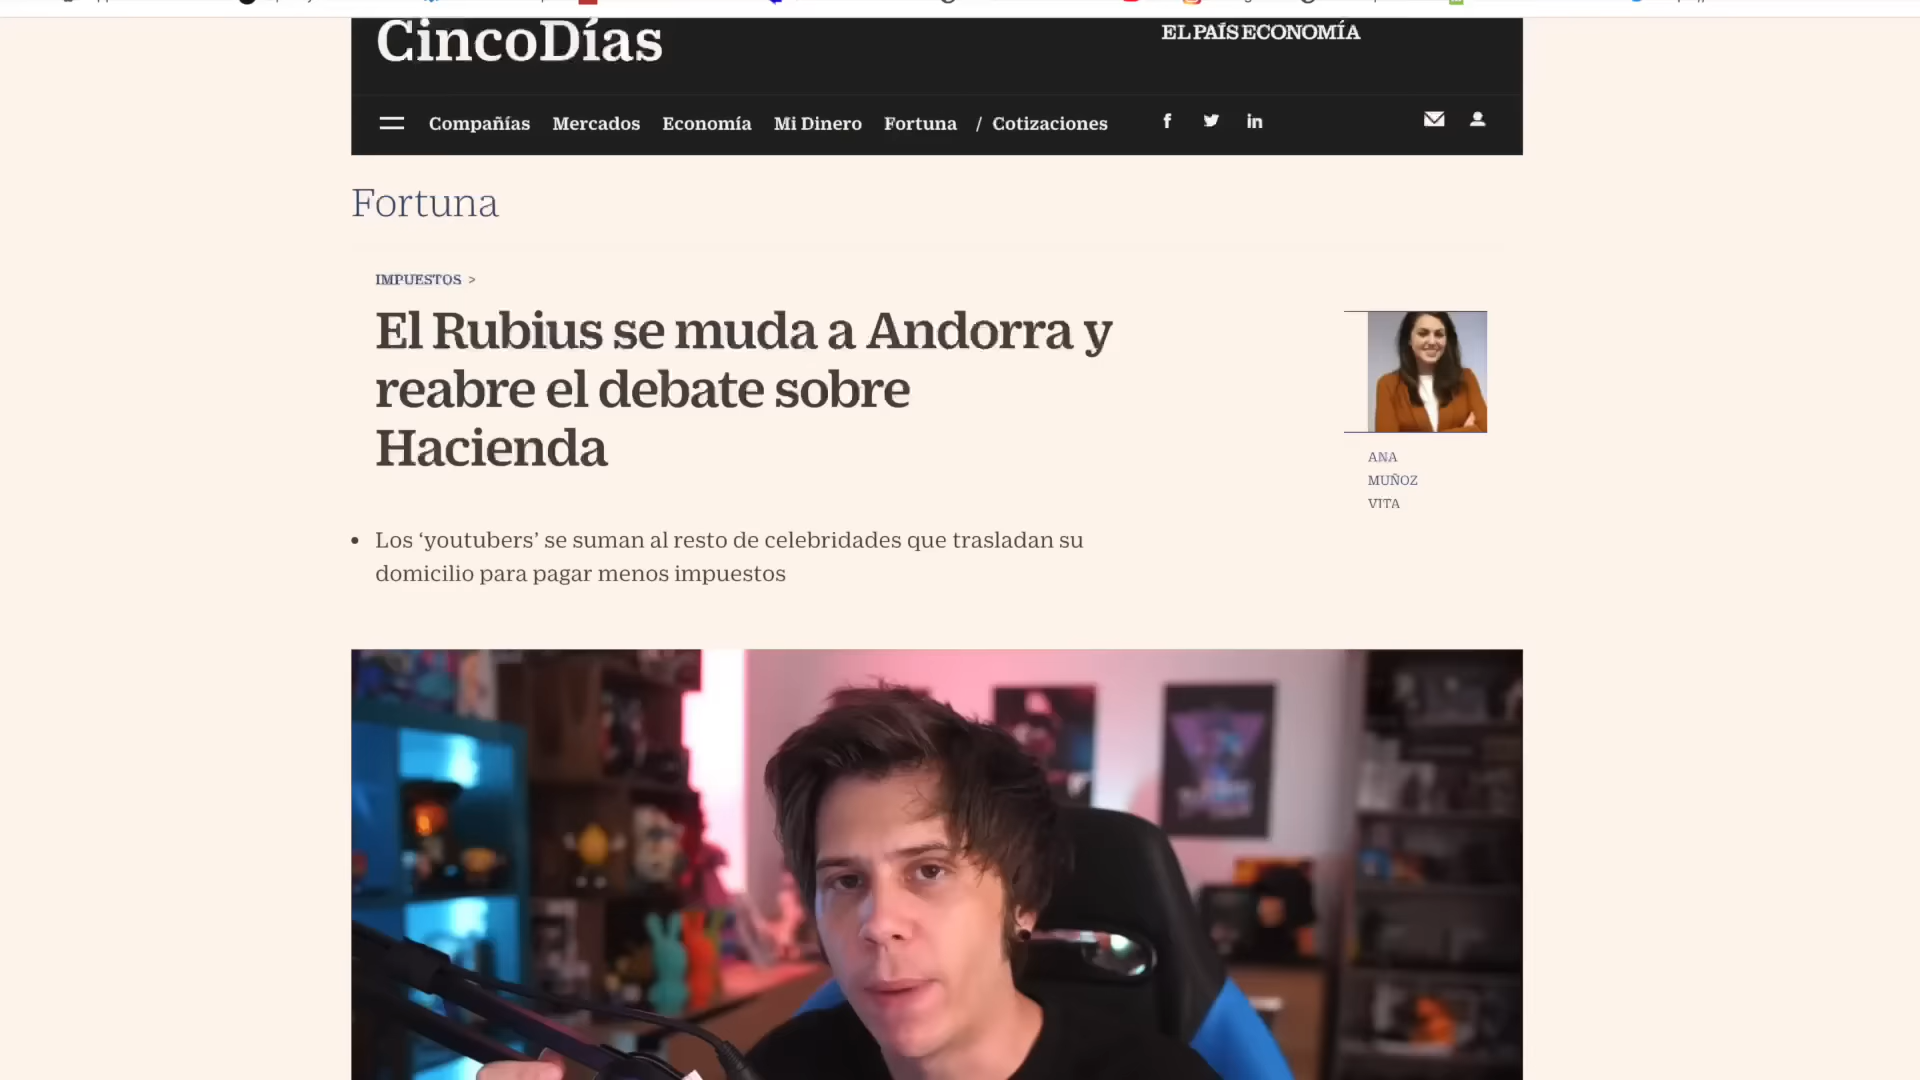 CincoDías
EL PAÍS ECONOMÍA
Compañías Mercados Economía Mi Dinero Fortuna / Cotizaciones
Fortuna
IMPUESTOS >
El Rubius se muda a Andorra y
reabre el debate sobre
Hacienda
ANA
MUÑOZ
VITA
• Los ‘youtubers’ se suman al resto de celebridades que trasladan su
domicilio para pagar menos impuestos